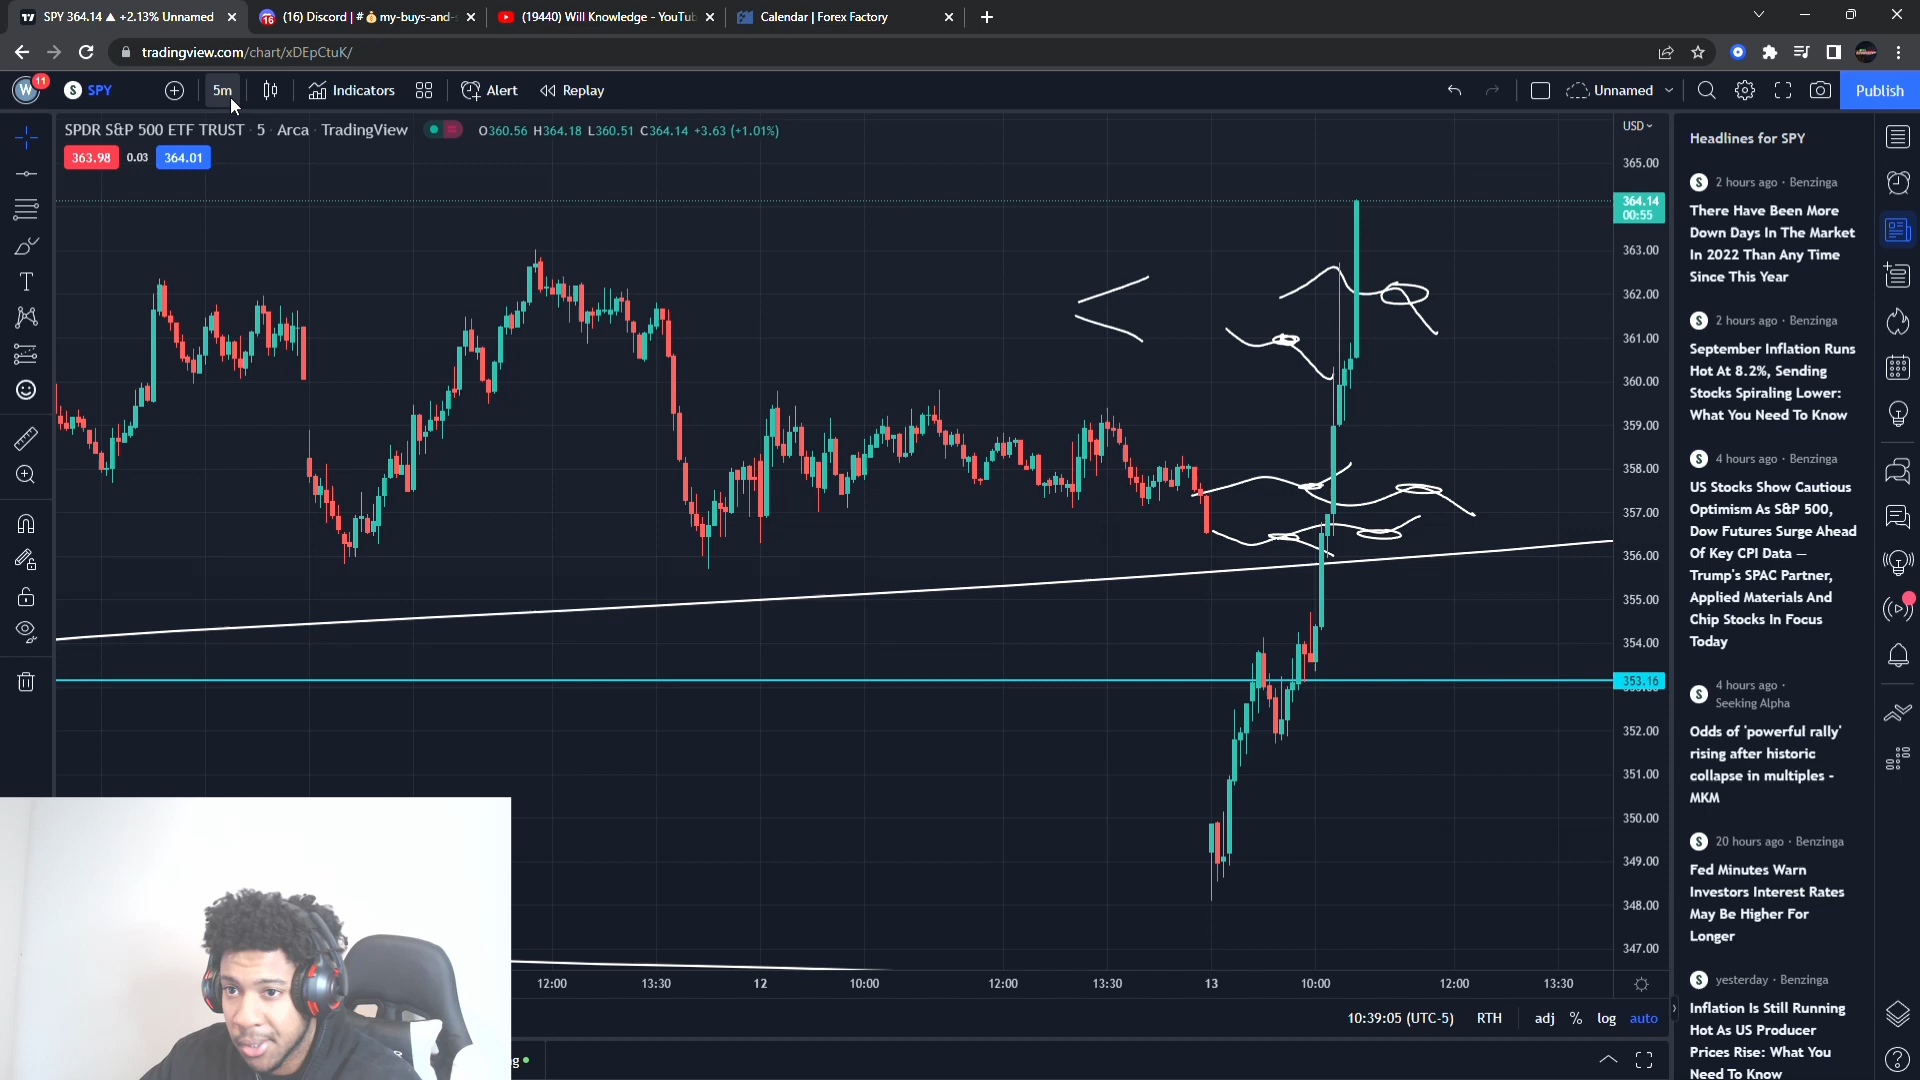 SPY 364.14 ▲ +2.13% Unnamed
(16) Discord | #💰my-buys-and-s
(19440) Will Knowledge - YouTub
Calendar | Forex Factory
tradingview.com/chart/xDEpCtuK/
W
11
S
SPY
5m
Indicators
Alert
Replay
Unnamed
Publish
SPDR S&P 500 ETF TRUST · 5 · Arca · TradingView
O360.56 H364.18 L360.51 C364.14 +3.63 (+1.01%)
363.98
0.03
364.01
USD
365.00
364.14
00:55
363.00
362.00
361.00
360.00
359.00
358.00
357.00
356.00
355.00
354.00
353.16
352.00
351.00
350.00
349.00
348.00
347.00
12:00
13:30
12
10:00
12:00
13:30
13
10:00
12:00
13:30
10:39:05 (UTC-5)
RTH
adj
%
log
auto
Headlines for SPY
2 hours ago · Benzinga
There Have Been More
Down Days In The Market
In 2022 Than Any Time
Since This Year
2 hours ago · Benzinga
September Inflation Runs
Hot At 8.2%, Sending
Stocks Spiraling Lower:
What You Need To Know
4 hours ago · Benzinga
US Stocks Show Cautious
Optimism As S&P 500,
Dow Futures Surge Ahead
Of Key CPI Data —
Trump's SPAC Partner,
Applied Materials And
Chip Stocks In Focus
Today
4 hours ago ·
Seeking Alpha
Odds of 'powerful rally'
rising after historic
collapse in multiples -
MKM
20 hours ago · Benzinga
Fed Minutes Warn
Investors Interest Rates
May Be Higher For
Longer
yesterday · Benzinga
Inflation Is Still Running
Hot As US Producer
Prices Rise: What You
Need To Know